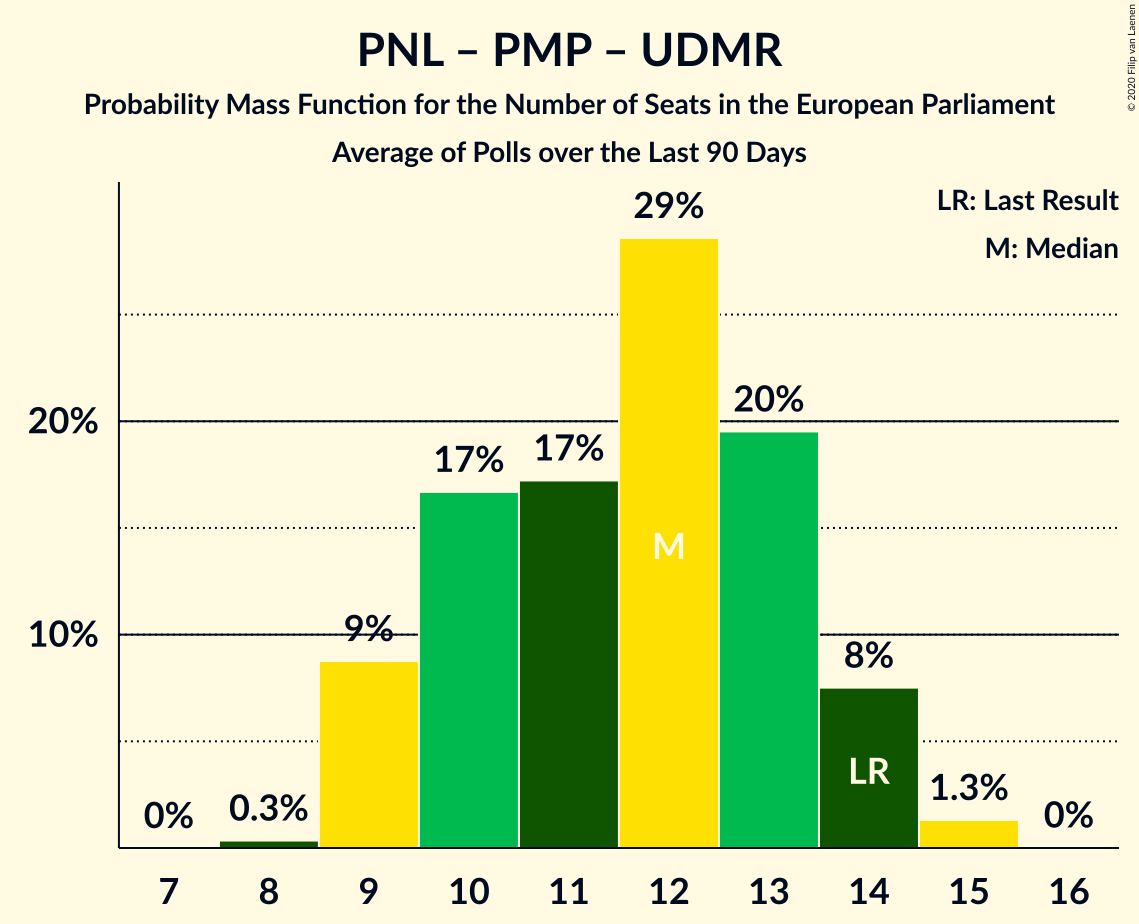 PNL – PMP – UDMR
Probability Mass Function for the Number of Seats in the European Parliament
Average of Polls over the Last 90 Days
© 2020 Filip van Laenen
LR: Last Result
M: Median
20%
10%
0%
0.3%
9%
17%
17%
29%
20%
8%
1.3%
0%
M
LR
7 8 9 10 11 12 13 14 15 16